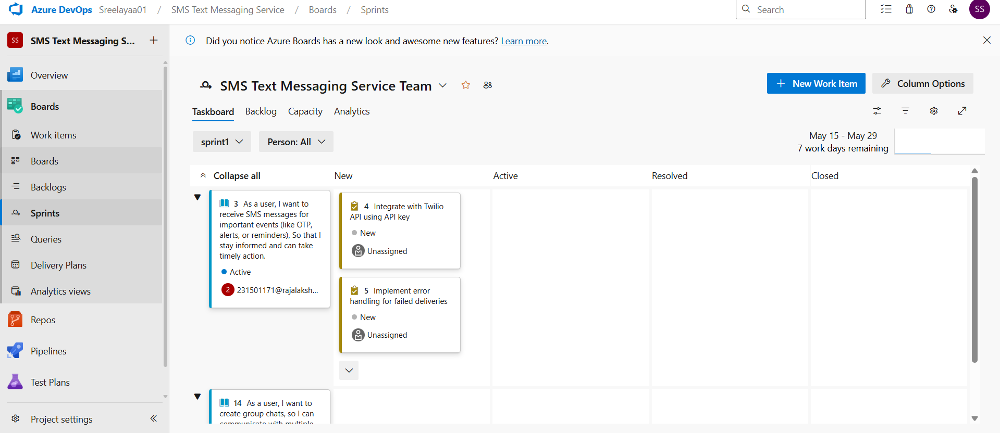 Azure DevOps Sreelayaa01 / SMS Text Messaging Service / Boards / Sprints
Search
SS
SS SMS Text Messaging S...
Overview
Boards
Work items
Boards
Backlogs
Sprints
Queries
Delivery Plans
Analytics views
Repos
Pipelines
Test Plans
Project settings
Did you notice Azure Boards has a new look and awesome new features? Learn more.
SMS Text Messaging Service Team
New Work Item
Column Options
Taskboard Backlog Capacity Analytics
sprint1
Person: All
May 15 - May 29
7 work days remaining
Collapse all New Active Resolved Closed
3 As a user, I want to
receive SMS messages for
important events (like OTP,
alerts, or reminders), So that I
stay informed and can take
timely action.
Active
2 231501171@rajalaksh...
4 Integrate with Twilio
API using API key
New
Unassigned
5 Implement error
handling for failed deliveries
New
Unassigned
14 As a user, I want to
create group chats, so I can
communicate with multiple